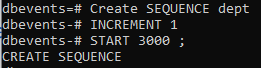 dbevents=# Create SEQUENCE dept
dbevents-# INCREMENT 1
dbevents-# START 3000 ;
CREATE SEQUENCE